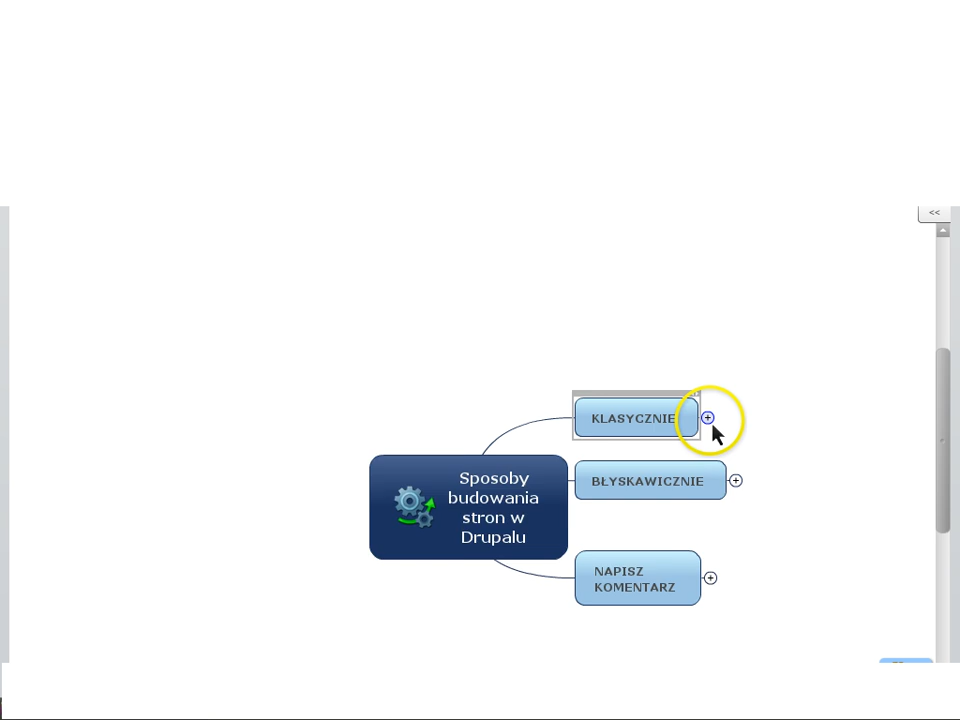 <<
KLASYCZNIE
BŁYSKAWICZNIE
Sposoby
budowania
stron w
Drupalu
NAPISZ
KOMENTARZ